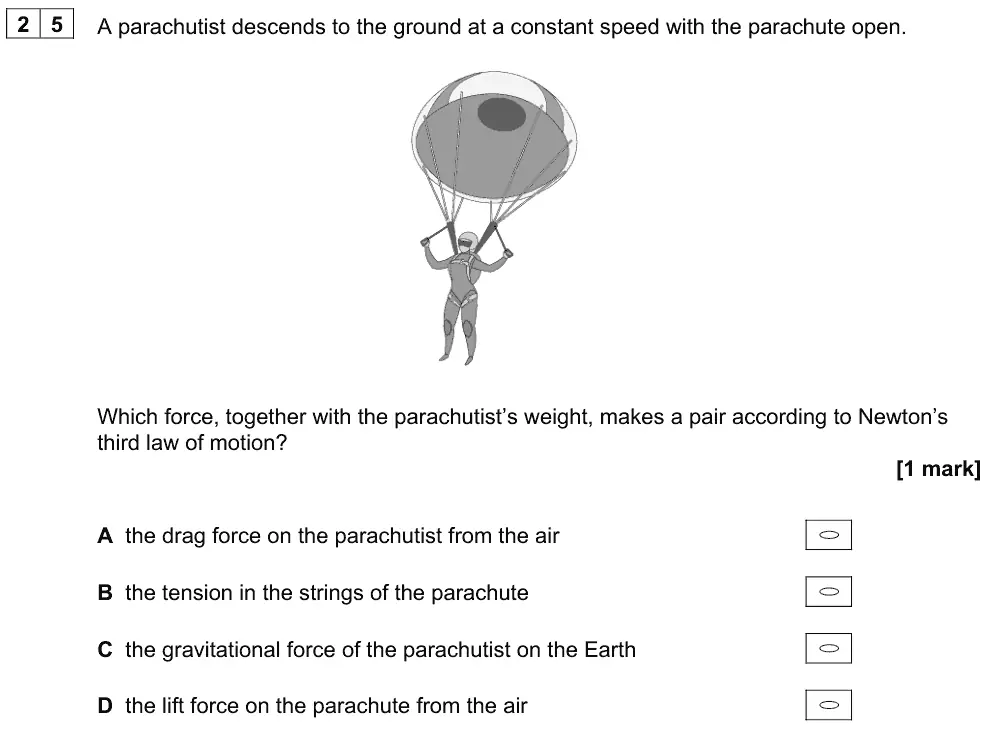 2 5 A parachutist descends to the ground at a constant speed with the parachute open.
Which force, together with the parachutist’s weight, makes a pair according to Newton’s
third law of motion?
[1 mark]
A the drag force on the parachutist from the air
B the tension in the strings of the parachute
C the gravitational force of the parachutist on the Earth
D the lift force on the parachute from the air